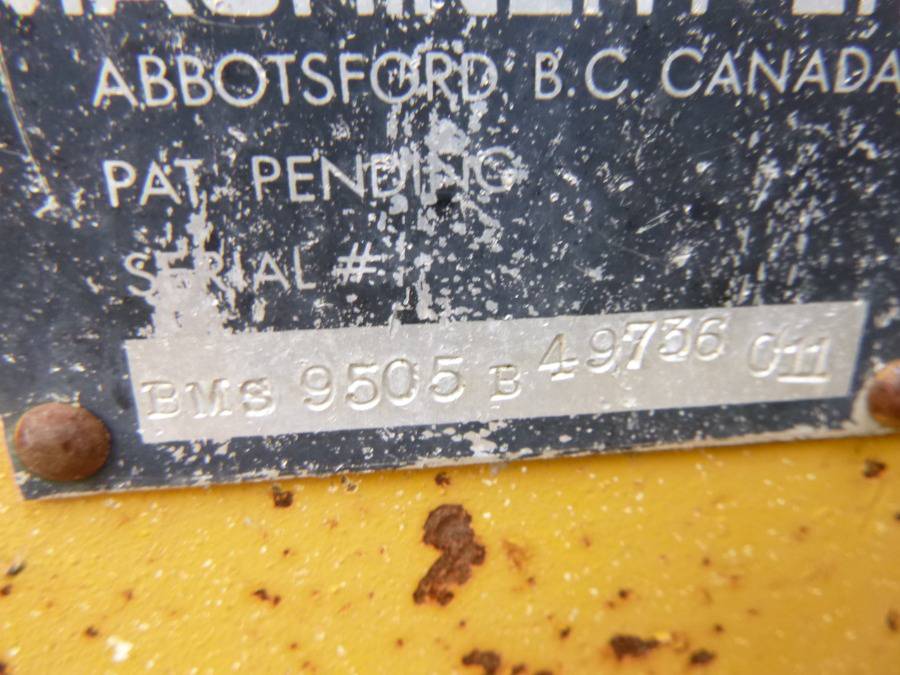 ABBOTSFORD B.C. CANADA
PAT. PENDING
SERIAL #
BMS 9505 B 49736 011